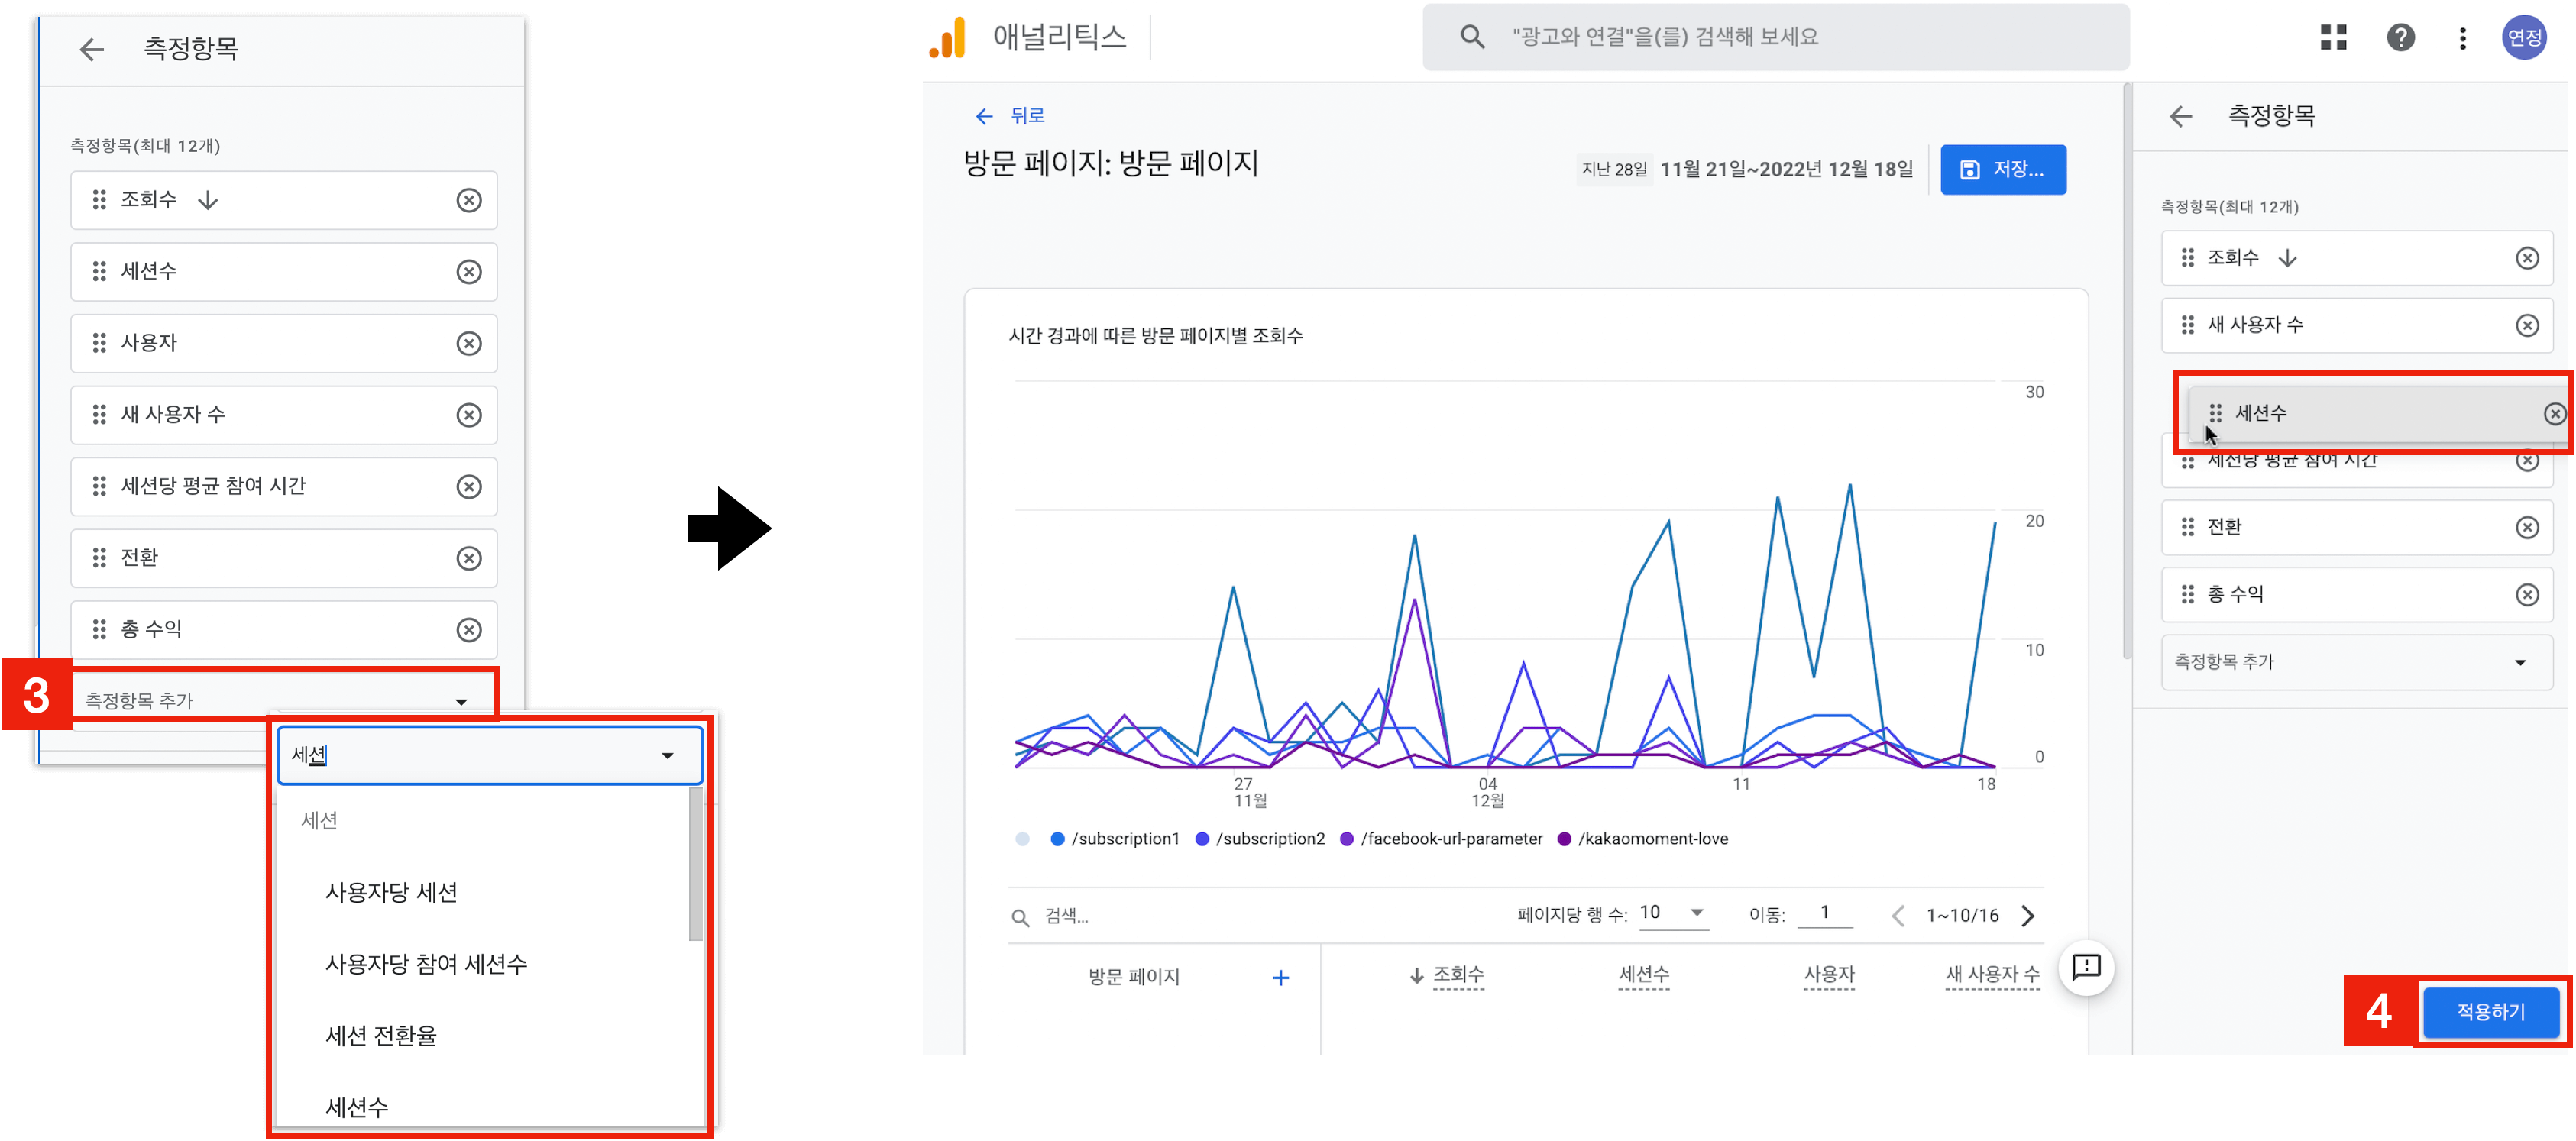 측정항목
측정항목(최대 12개)
조회수
세션수
사용자
새 사용자 수
세션당 평균 참여 시간
전환
총 수익
3
측정항목 추가
세션
세션
사용자당 세션
사용자당 참여 세션수
세션 전환율
세션수
애널리틱스
"광고와 연결"을(를) 검색해 보세요
연정
뒤로
방문 페이지: 방문 페이지
지난 28일 11월 21일~2022년 12월 18일
저장...
시간 경과에 따른 방문 페이지별 조회수
30
20
10
0
27 04 11 18
11월 12월
/subscription1 /subscription2 /facebook-url-parameter /kakaomoment-love
검색... 페이지당 행 수: 10 이동: 1 1~10/16
방문 페이지 + 조회수 세션수 사용자 새 사용자 수
측정항목
측정항목(최대 12개)
조회수
새 사용자 수
세션수
세션당 평균 참여 시간
전환
총 수익
측정항목 추가
4 적용하기